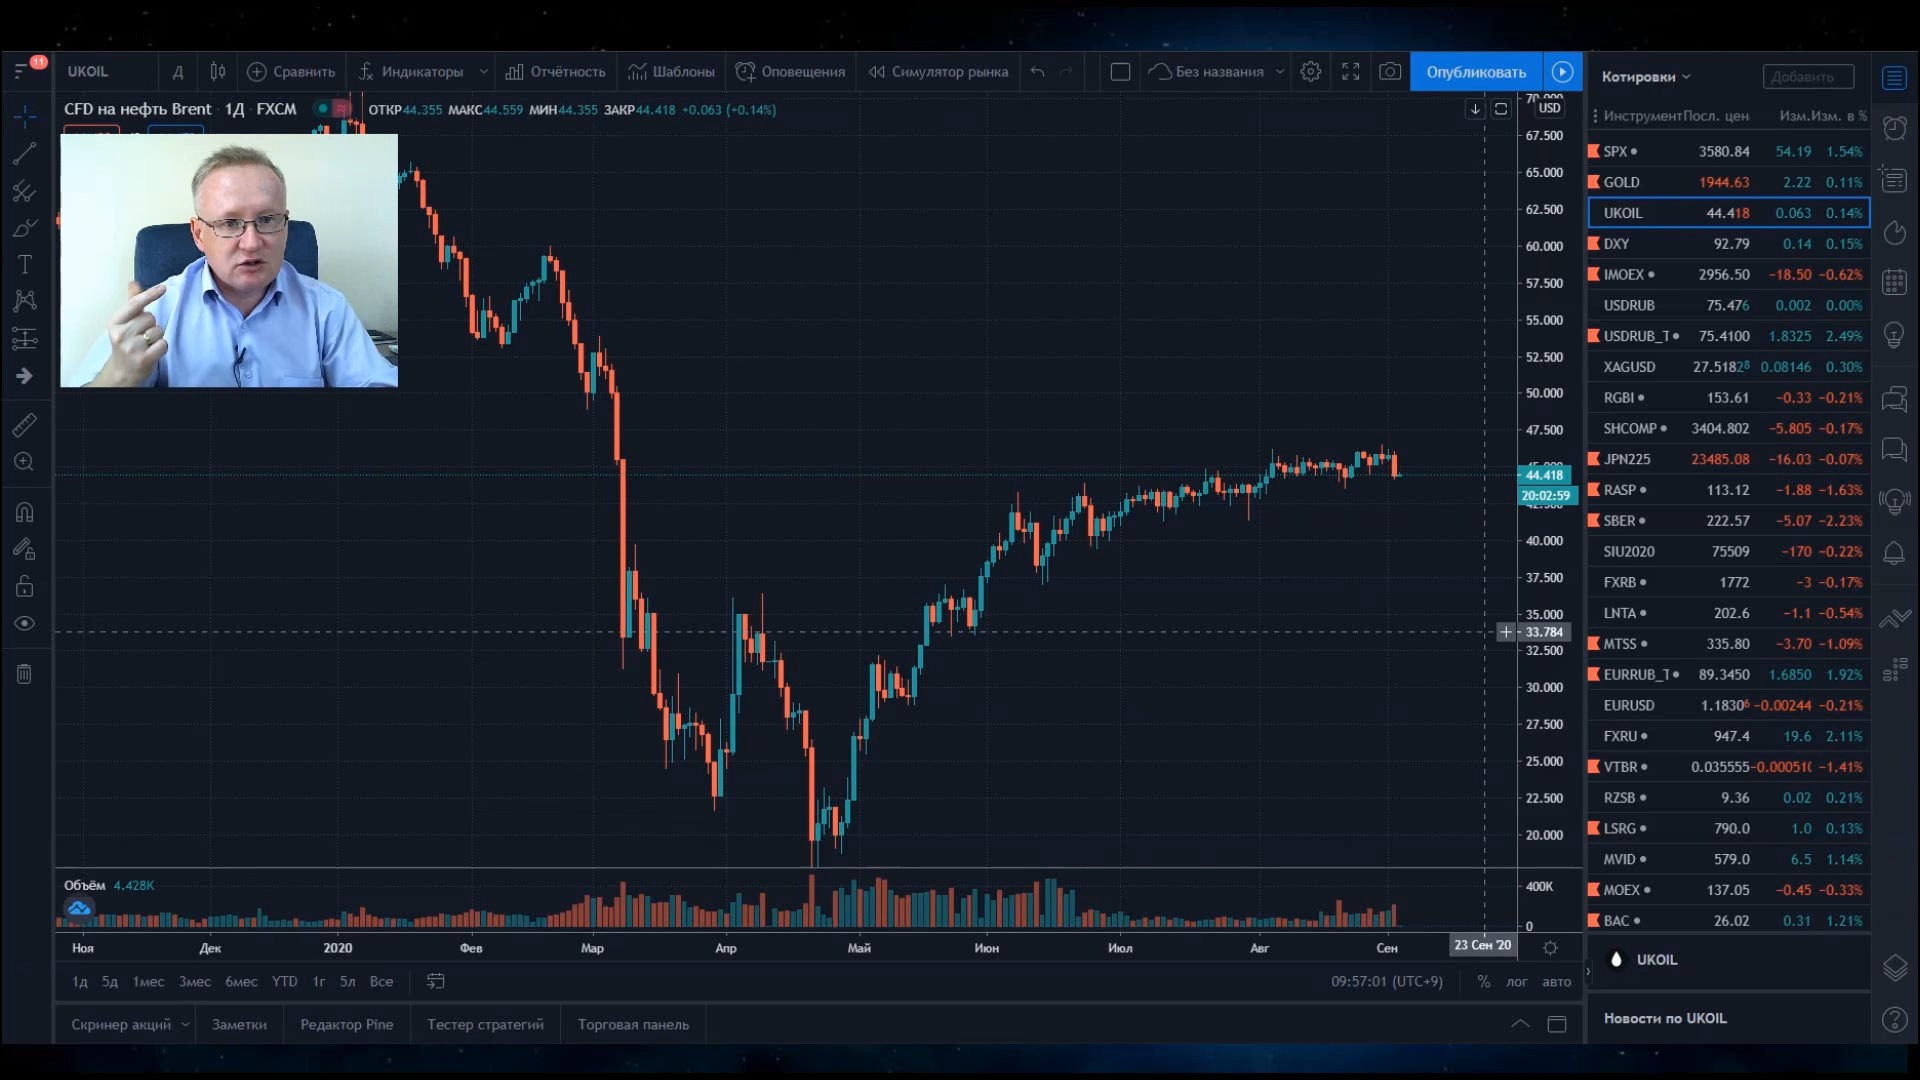 11
UKOIL Д Сравнить Индикаторы Отчётность Шаблоны Оповещения Симулятор рынка Без названия Опубликовать
CFD на нефть Brent · 1Д · FXCM ОТКР44.355 МАКС44.559 МИН44.355 ЗАКР44.418 +0.063 (+0.14%)
USD
67.500
65.000
62.500
60.000
57.500
55.000
52.500
50.000
47.500
44.418
20:02:59
40.000
37.500
35.000
33.784
32.500
30.000
27.500
25.000
22.500
20.000
Объём 4.428K
400K
0
Ноя Дек 2020 Фев Мар Апр Май Июн Июл Авг Сен 23 Сен '20
1д 5д 1мес 3мес 6мес YTD 1г 5л Все 09:57:01 (UTC+9) % лог авто
Скринер акций Заметки Редактор Pine Тестер стратегий Торговая панель
Котировки Добавить
Инструмент Посл. цен Изм. Изм. в %
SPX 3580.84 54.19 1.54%
GOLD 1944.63 2.22 0.11%
UKOIL 44.418 0.063 0.14%
DXY 92.79 0.14 0.15%
IMOEX 2956.50 −18.50 −0.62%
USDRUB 75.476 0.002 0.00%
USDRUB_T 75.4100 1.8325 2.49%
XAGUSD 27.51828 0.08146 0.30%
RGBI 153.61 −0.33 −0.21%
SHCOMP 3404.802 −5.805 −0.17%
JPN225 23485.08 −16.03 −0.07%
RASP 113.12 −1.88 −1.63%
SBER 222.57 −5.07 −2.23%
SIU2020 75509 −170 −0.22%
FXRB 1772 −3 −0.17%
LNTA 202.6 −1.1 −0.54%
MTSS 335.80 −3.70 −1.09%
EURRUB_T 89.3450 1.6850 1.92%
EURUSD 1.18306 −0.00244 −0.21%
FXRU 947.4 19.6 2.11%
VTBR 0.035555 −0.00051( −1.41%
RZSB 9.36 0.02 0.21%
LSRG 790.0 1.0 0.13%
MVID 579.0 6.5 1.14%
MOEX 137.05 −0.45 −0.33%
BAC 26.02 0.31 1.21%
UKOIL
Новости по UKOIL